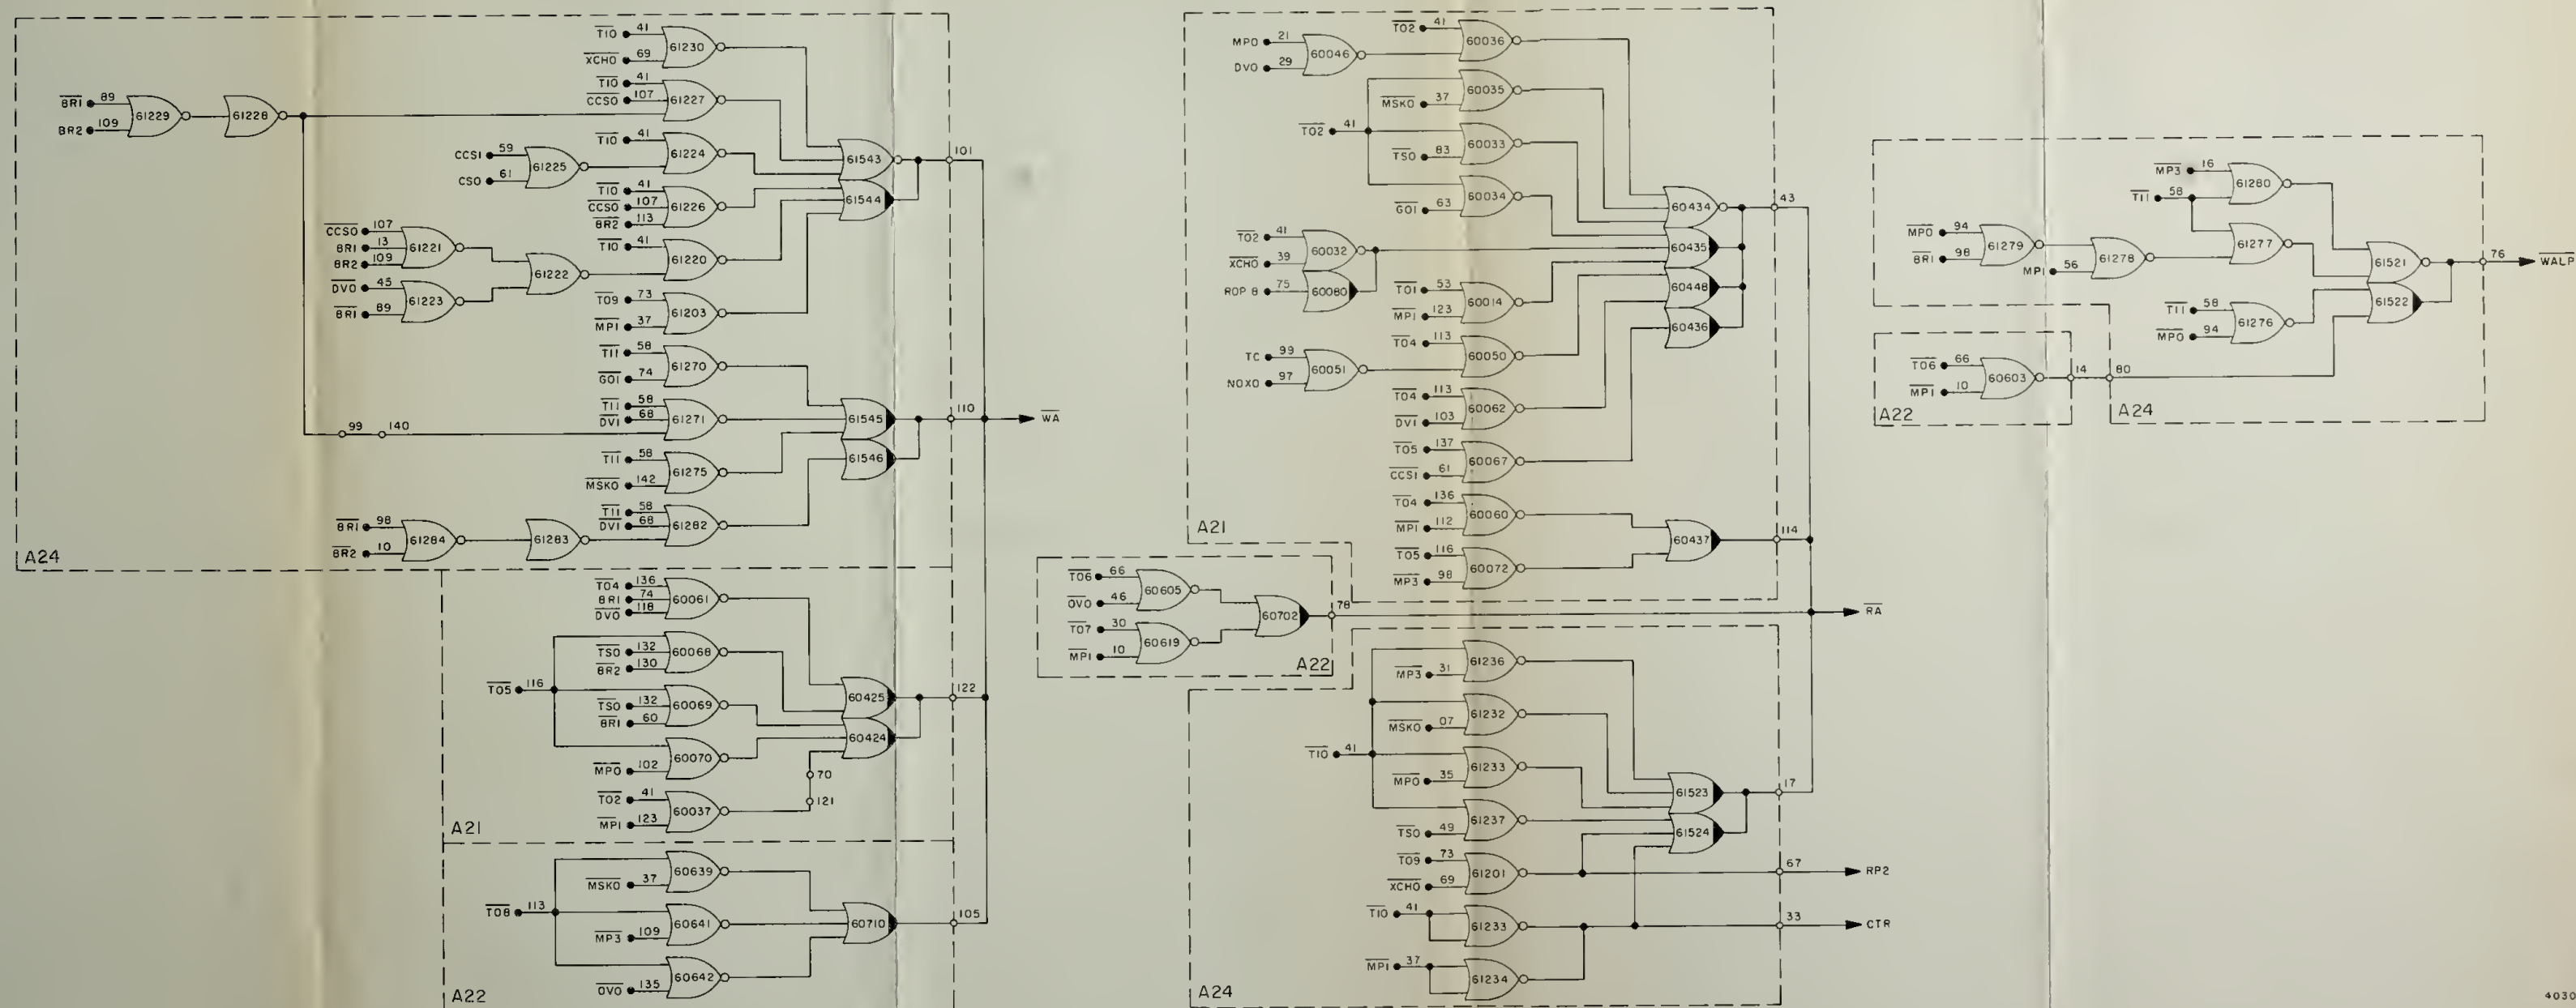 T10 41
XCH0 69
61230
T10 41
CCS0 107
61227
BR1 89
BR2 109
61229
61228
T10 41
61224
CCS1 59
CS0 61
61225
61543
101
T10 41
CCS0 107
BR2 113
61226
61544
CCS0 107
BR1 13
BR2 109
61221
T10 41
61220
61222
DV0 45
BR1 89
61223
T09 73
MP1 37
61203
T11 58
GO1 74
61270
T11 58
DV1 68
61271
61545
110
WA
99 140
T11 58
MSK0 142
61275
61546
T11 58
DV1 68
61282
BR1 98
BR2 10
61284
61283
A24
T04 136
BR1 74
DV0 118
60061
TS0 132
BR2 130
60068
T05 116
TS0 132
BR1 60
60069
60425
122
60424
60070
MP0 102
70
T02 41
MP1 123
60037
121
A21
60639
MSK0 37
T08 113
60641
MP3 109
60710
105
60642
OV0 135
A22
T02 41
60036
MP0 21
DV0 29
60046
60035
MSK0 37
T02 41
60033
TS0 83
60034
GO1 63
60434
43
T02 41
XCH0 39
60032
60435
ROP 8 75
60080
T01 53
MP1 123
60014
60448
60436
T04 113
60050
TC 99
NOX0 97
60051
T04 113
DV1 103
60062
T05 137
CCS1 61
60067
T04 136
MP1 112
60060
60437
114
A21
T05 116
MP3 98
60072
T06 66
OV0 46
60605
60702
78
RA
T07 30
MP1 10
60619
A22
61236
MP3 31
61232
MSK0 07
T10 41
61233
MP0 35
61523
17
61237
TS0 49
61524
T09 73
XCH0 69
61201
67
RP2
T10 41
61233
33
CTR
MP1 37
61234
A24
MP3 16
61280
T11 58
MP0 94
BR1 98
61279
61277
MP1 56
61278
61521
76
WALP
T11 58
MP0 94
61276
61522
T06 66
MP1 10
60603
14
80
A22
A24
4030